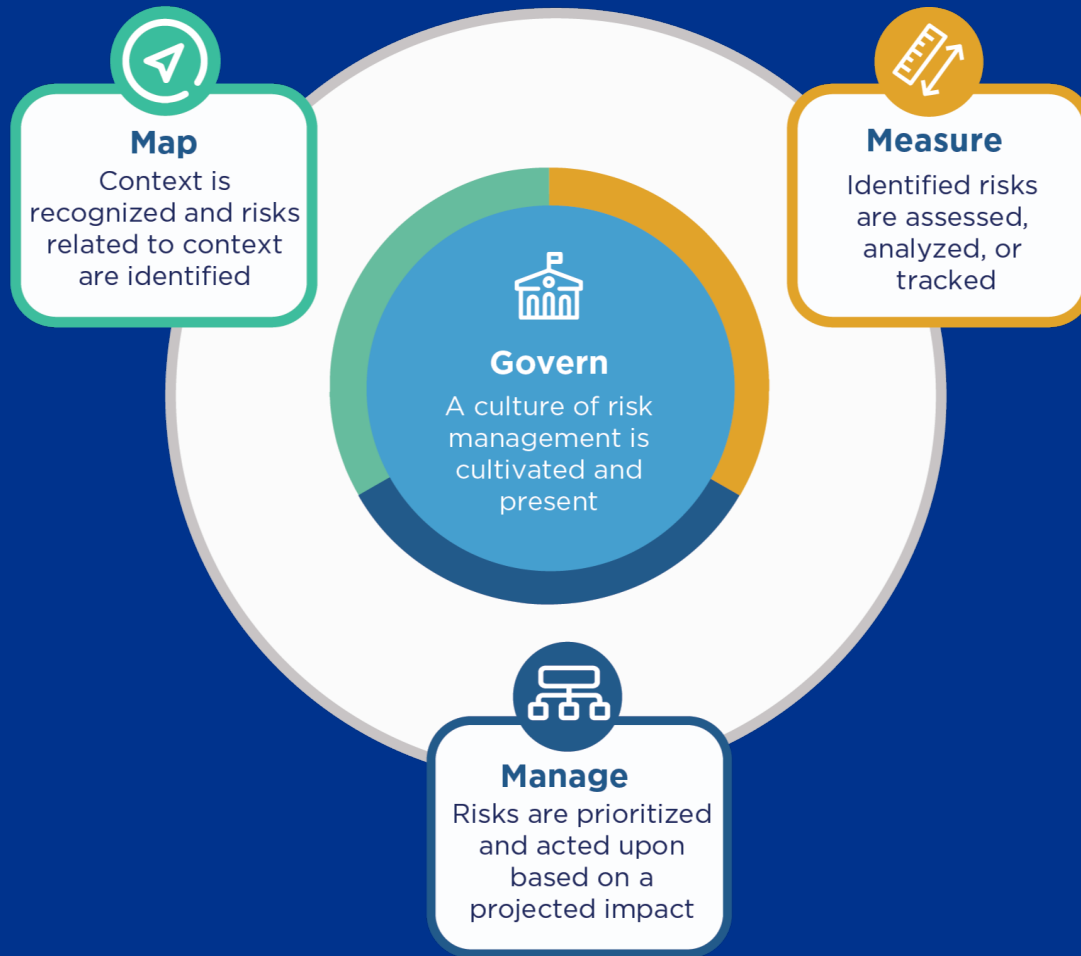 Map
Context is
recognized and risks
related to context
are identified
Measure
Identified risks
are assessed,
analyzed, or
tracked
Govern
A culture of risk
management is
cultivated and
present
Manage
Risks are prioritized
and acted upon
based on a
projected impact